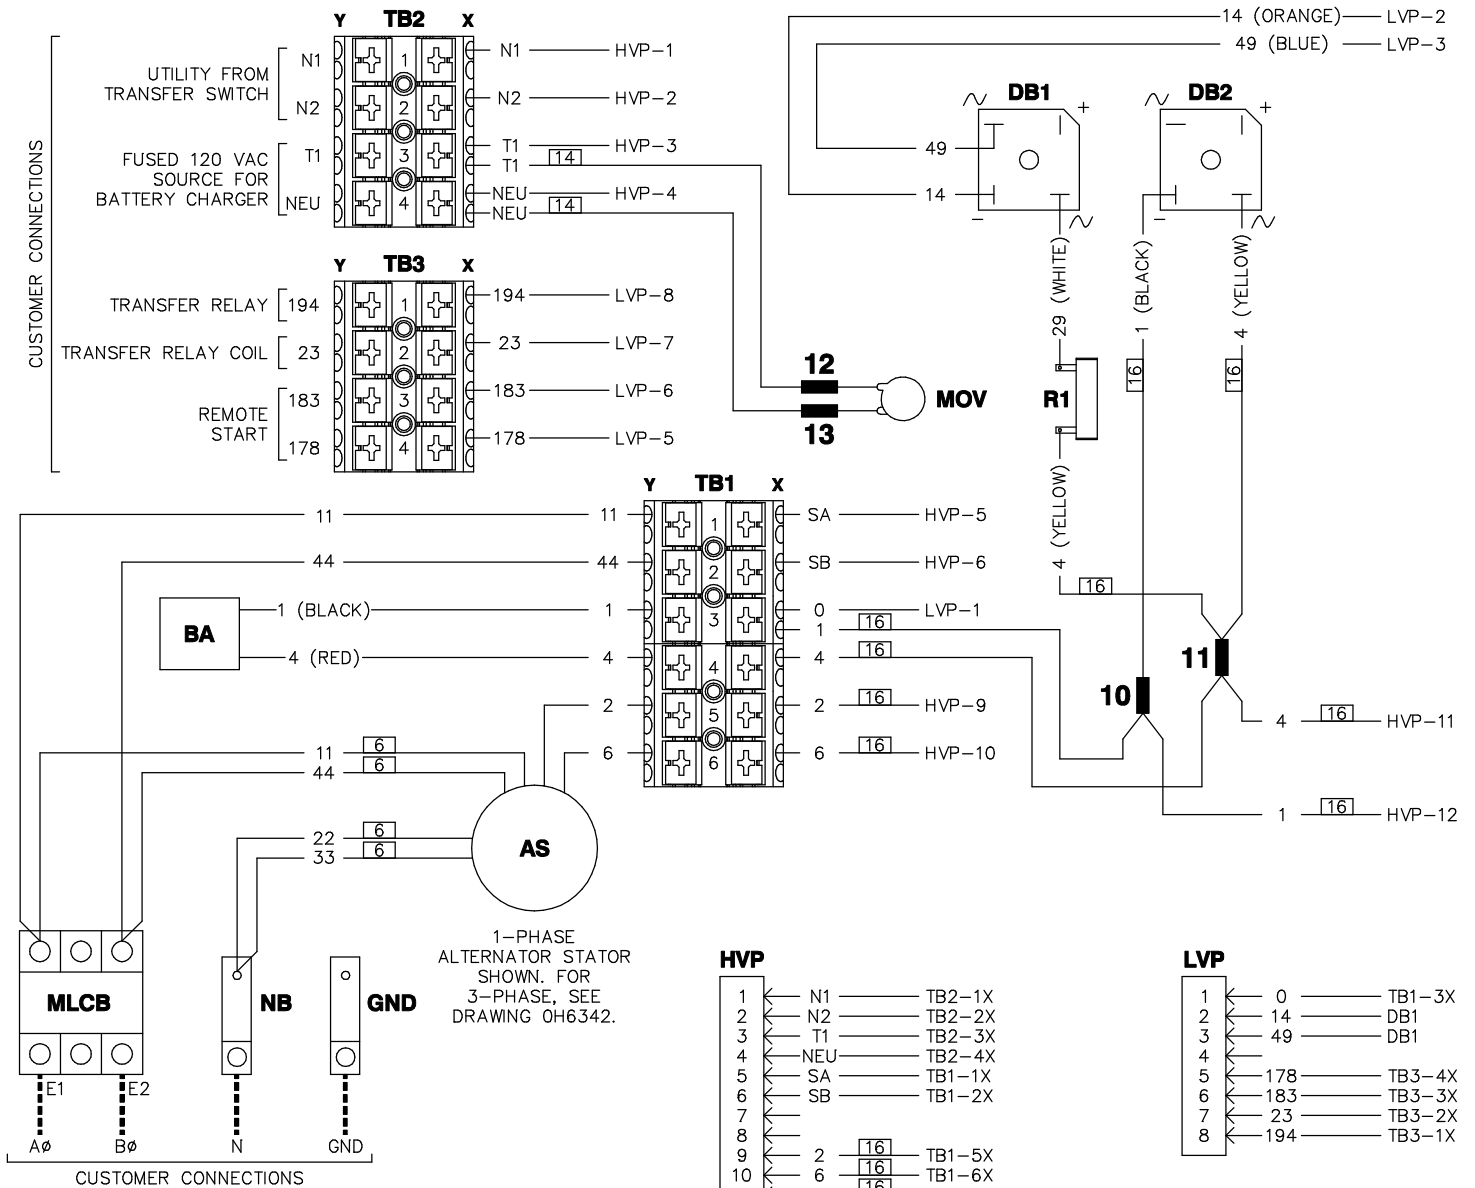 Y TB2 X
CUSTOMER CONNECTIONS
UTILITY FROM
TRANSFER SWITCH
N1
N2
FUSED 120 VAC
SOURCE FOR
BATTERY CHARGER
T1
NEU
1
2
3
4
N1 HVP-1
N2 HVP-2
T1 HVP-3
T1 14
NEU HVP-4
NEU 14
Y TB3 X
TRANSFER RELAY 194
TRANSFER RELAY COIL 23
REMOTE
START
183
178
1
2
3
4
194 LVP-8
23 LVP-7
183 LVP-6
178 LVP-5
12
13
MOV
14 (ORANGE) LVP-2
49 (BLUE) LVP-3
DB1
+
49
14
-
DB2
+
-
29 (WHITE)
R1
4 (YELLOW)
16
1 (BLACK)
16
4 (YELLOW)
16
10
11
4 16 HVP-11
1 16 HVP-12
Y TB1 X
11 11 1 SA HVP-5
44 44 2 SB HVP-6
BA
1 (BLACK) 1 3 0 LVP-1
1 16
4 (RED) 4 4 4 16
2 5 2 16 HVP-9
6 6 6 16 HVP-10
11 6
44 6
22 6
33 6
AS
1-PHASE
ALTERNATOR STATOR
SHOWN. FOR
3-PHASE, SEE
DRAWING 0H6342.
MLCB
E1 E2
NB
GND
AØ BØ N GND
CUSTOMER CONNECTIONS
HVP
1 N1 TB2-1X
2 N2 TB2-2X
3 T1 TB2-3X
4 NEU TB2-4X
5 SA TB1-1X
6 SB TB1-2X
7
8
9 2 16 TB1-5X
10 6 16 TB1-6X
16
LVP
1 0 TB1-3X
2 14 DB1
3 49 DB1
4
5 178 TB3-4X
6 183 TB3-3X
7 23 TB3-2X
8 194 TB3-1X